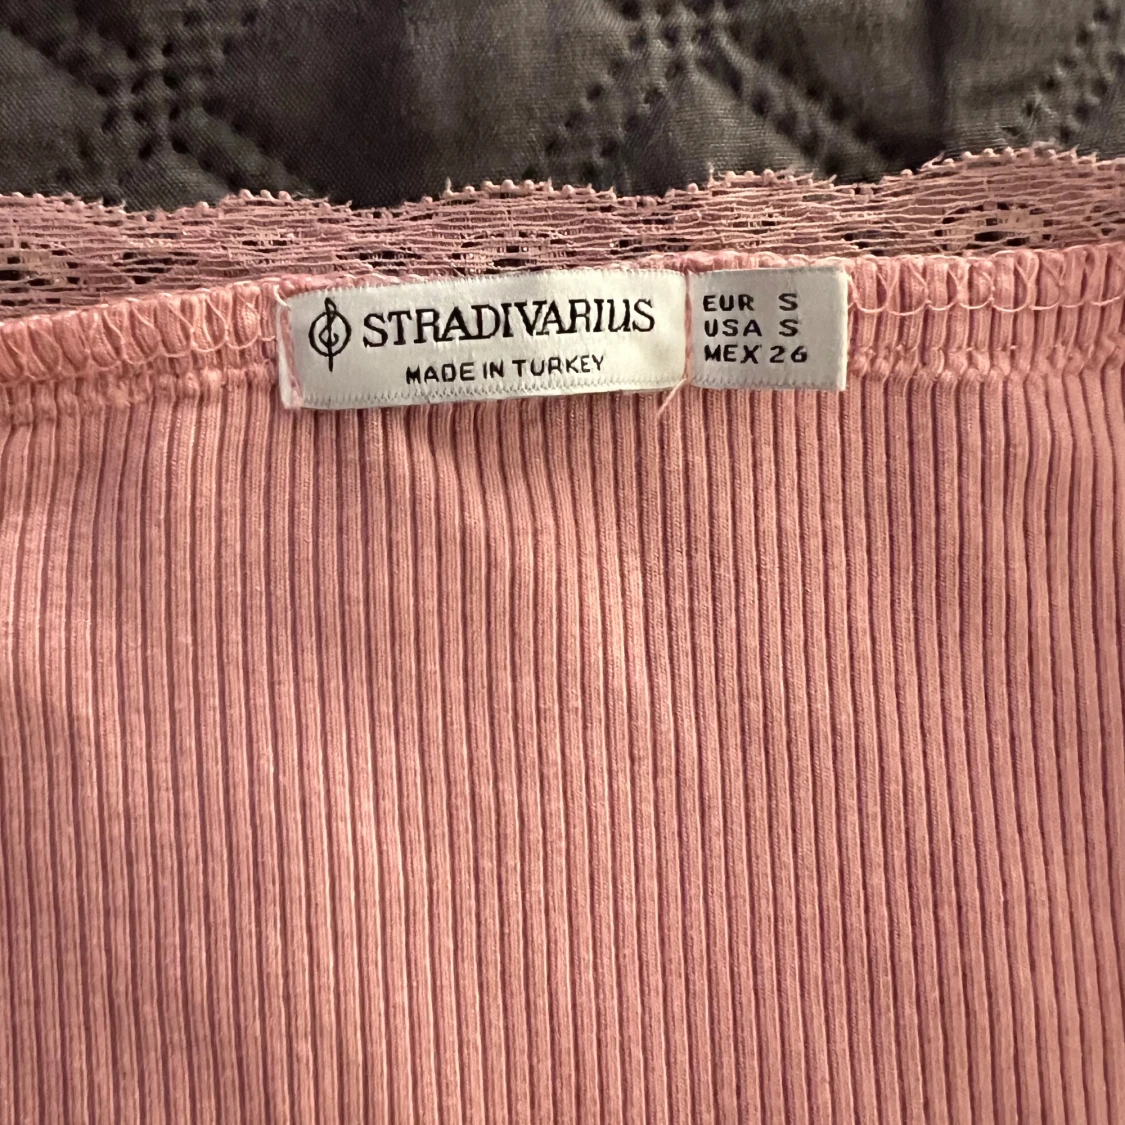 STRADIVARIUS
MADE IN TURKEY
EUR S
USA S
MEX 26